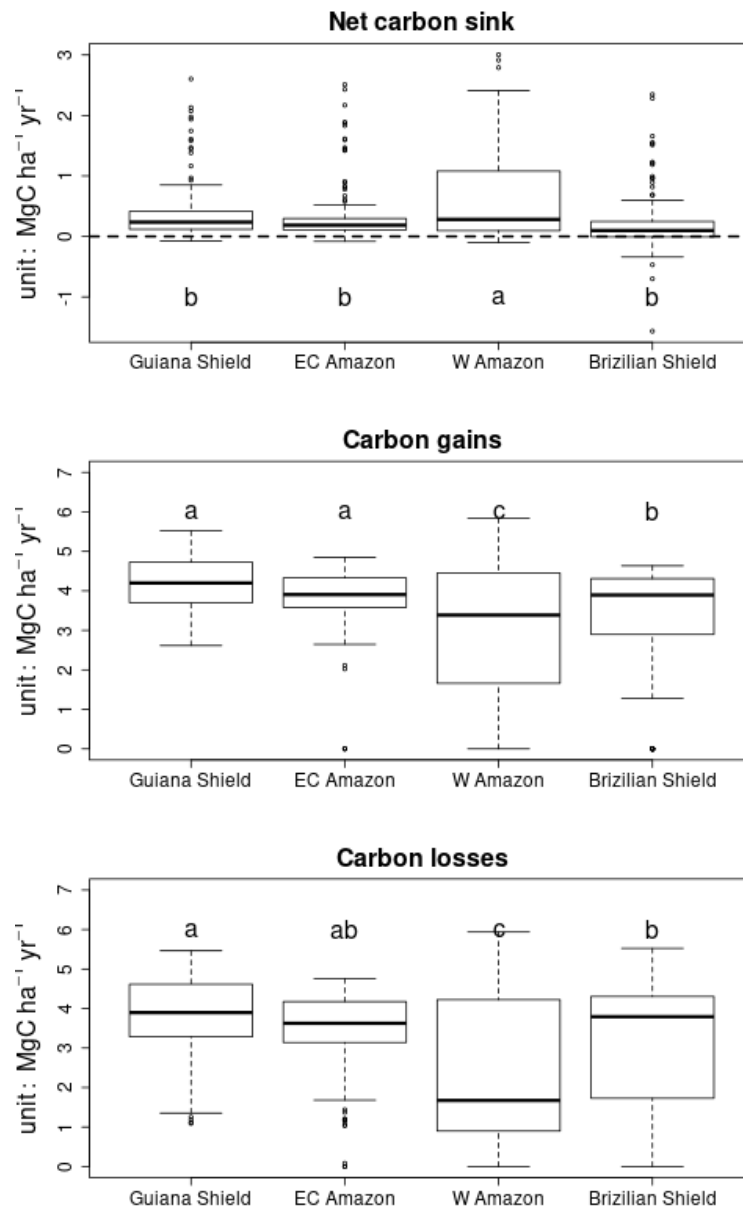 Net carbon sink
unit: MgC ha⁻¹ yr⁻¹
3
2
1
0
-1
b b a b
Guiana Shield EC Amazon W Amazon Brizilian Shield
Carbon gains
unit: MgC ha⁻¹ yr⁻¹
7
6
5
4
3
2
1
0
a a c b
Guiana Shield EC Amazon W Amazon Brizilian Shield
Carbon losses
unit: MgC ha⁻¹ yr⁻¹
7
6
5
4
3
2
1
0
a ab c b
Guiana Shield EC Amazon W Amazon Brizilian Shield